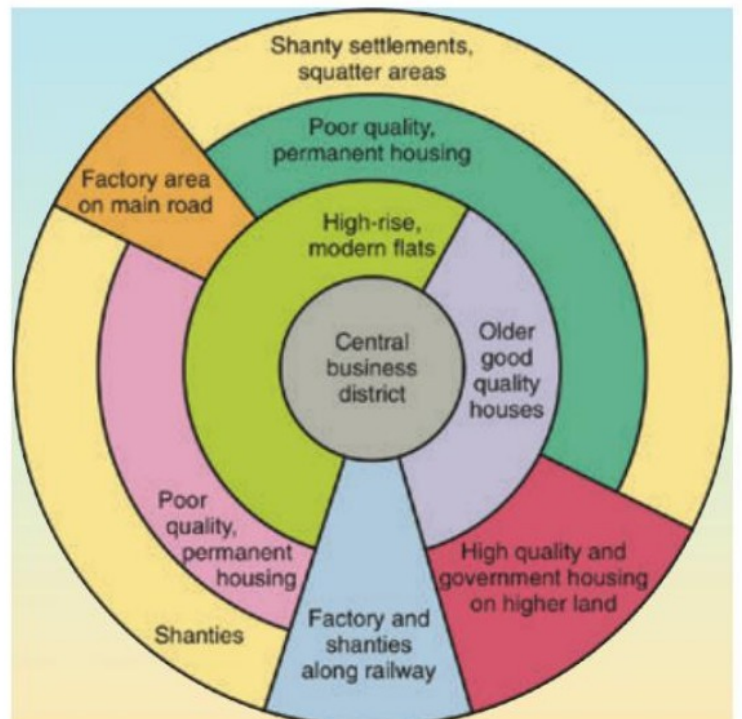 Shanty settlements,
squatter areas
Poor quality,
permanent housing
Factory area
on main road
High-rise,
modern flats
Central
business
district
Older
good
quality
houses
Poor
quality,
permanent
housing
High quality and
government housing
on higher land
Factory and
shanties
along railway
Shanties